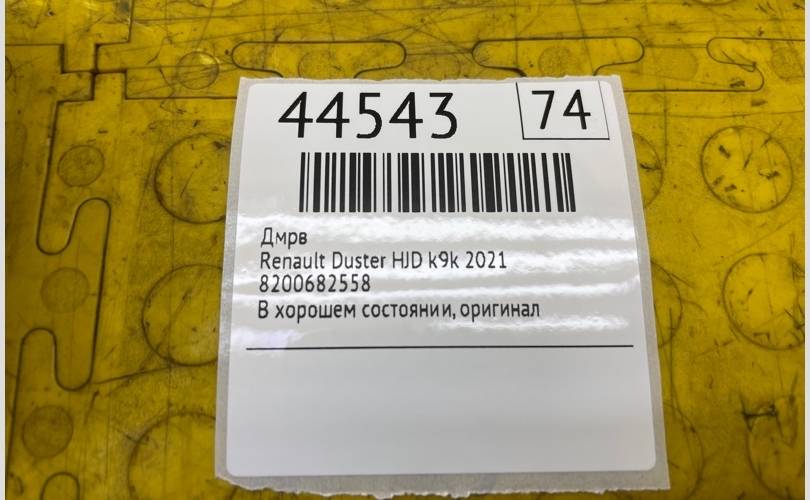 44543
74
Дмрв
Renault Duster HJD k9k 2021
8200682558
В хорошем состоянии, оригинал